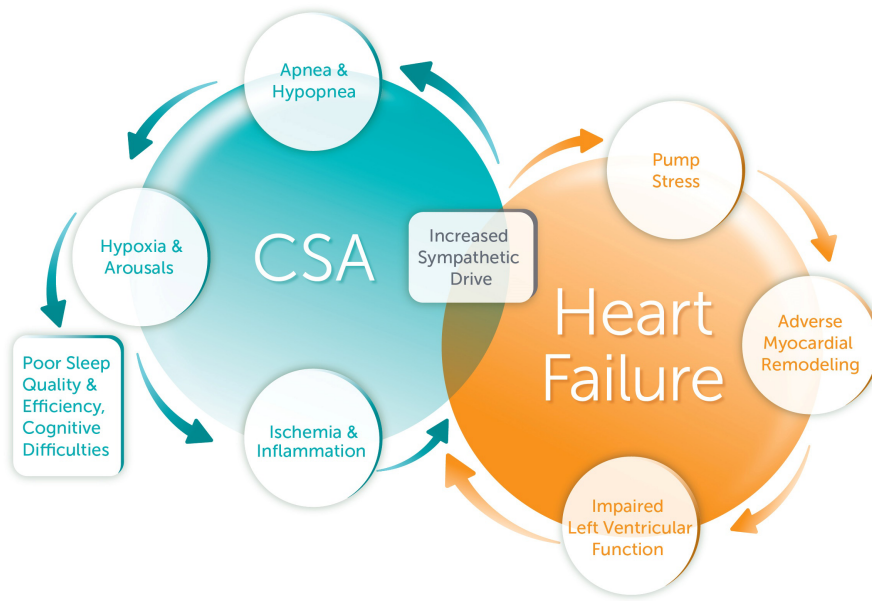 Apnea &
Hypopnea
Hypoxia &
Arousals
Poor Sleep
Quality &
Efficiency,
Cognitive
Difficulties
Ischemia &
Inflammation
CSA
Increased
Sympathetic
Drive
Pump
Stress
Heart
Failure
Adverse
Myocardial
Remodeling
Impaired
Left Ventricular
Function